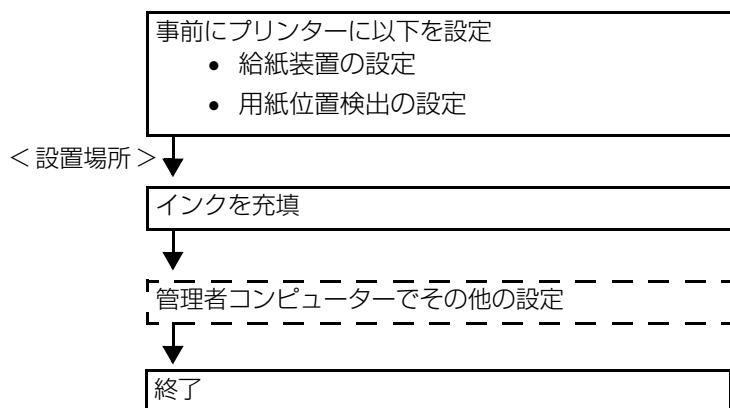 事前にプリンターに以下を設定
• 給紙装置の設定
• 用紙位置検出の設定
＜設置場所＞
インクを充填
管理者コンピューターでその他の設定
終了